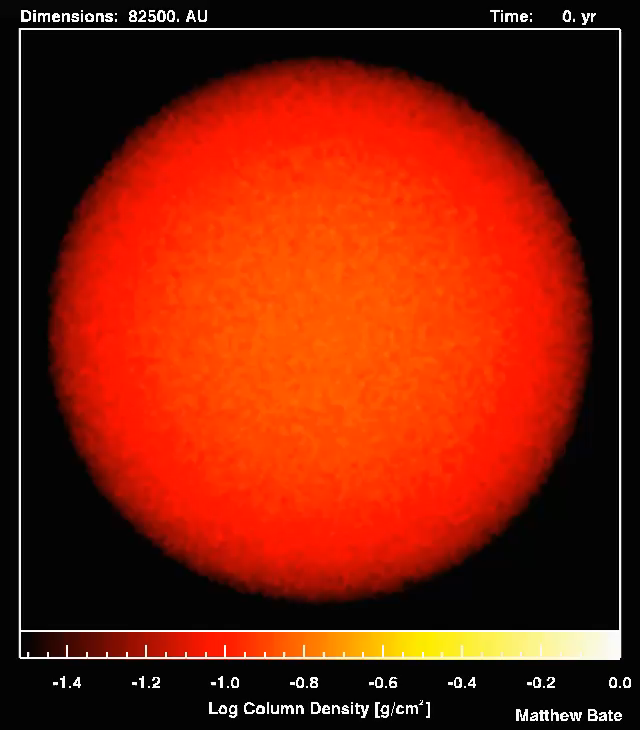 Dimensions: 82500. AU Time: 0. yr
-1.4 -1.2 -1.0 -0.8 -0.6 -0.4 -0.2 0.0
Log Column Density [g/cm²]
Matthew Bate